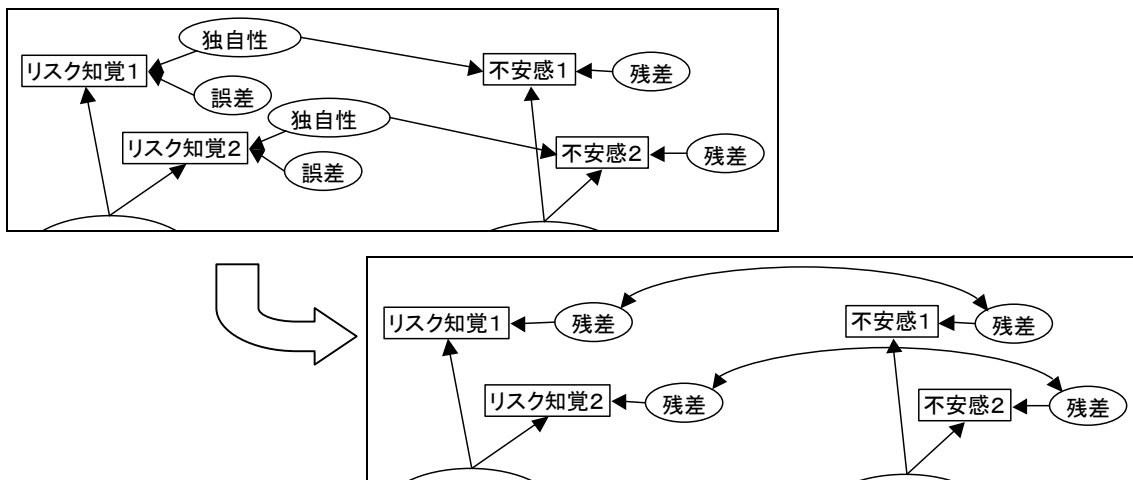 独自性
リスク知覚1
不安感1
残差
誤差
独自性
リスク知覚2
不安感2
残差
誤差
リスク知覚1
残差
不安感1
残差
リスク知覚2
残差
不安感2
残差